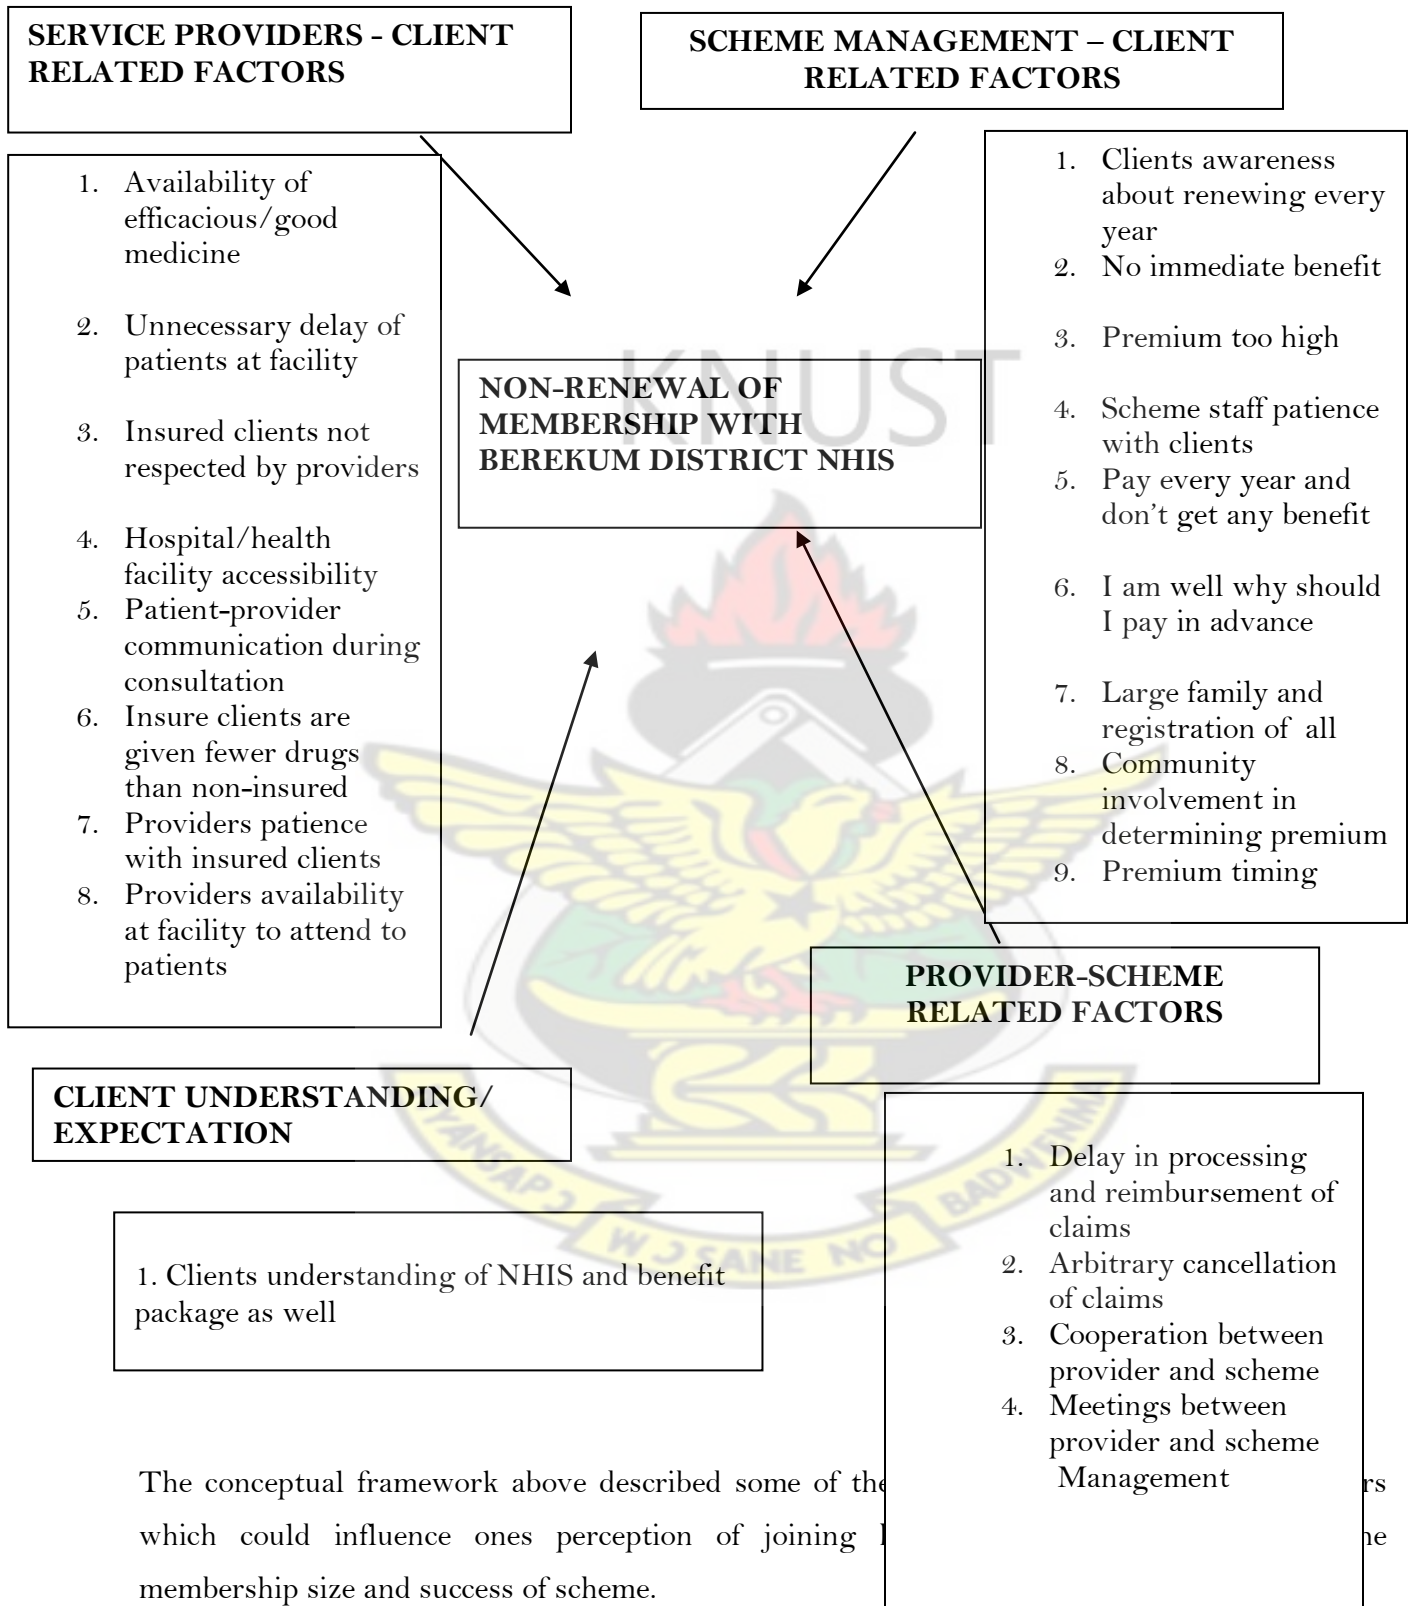 SERVICE PROVIDERS - CLIENT
RELATED FACTORS
SCHEME MANAGEMENT – CLIENT
RELATED FACTORS
1. Availability of
efficacious/good
medicine
2. Unnecessary delay of
patients at facility
3. Insured clients not
respected by providers
4. Hospital/health
facility accessibility
5. Patient-provider
communication during
consultation
6. Insure clients are
given fewer drugs
than non-insured
7. Providers patience
with insured clients
8. Providers availability
at facility to attend to
patients
1. Clients awareness
about renewing every
year
2. No immediate benefit
3. Premium too high
4. Scheme staff patience
with clients
5. Pay every year and
don’t get any benefit
6. I am well why should
I pay in advance
7. Large family and
registration of all
8. Community
involvement in
determining premium
9. Premium timing
KNUST
NON-RENEWAL OF
MEMBERSHIP WITH
BEREKUM DISTRICT NHIS
PROVIDER-SCHEME
RELATED FACTORS
CLIENT UNDERSTANDING/
EXPECTATION
1. Clients understanding of NHIS and benefit
package as well
NYANSAPƆ WƆSANE NO BADWENMA
1. Delay in processing
and reimbursement of
claims
2. Arbitrary cancellation
of claims
3. Cooperation between
provider and scheme
4. Meetings between
provider and scheme
Management
The conceptual framework above described some of the
which could influence ones perception of joining
membership size and success of scheme.